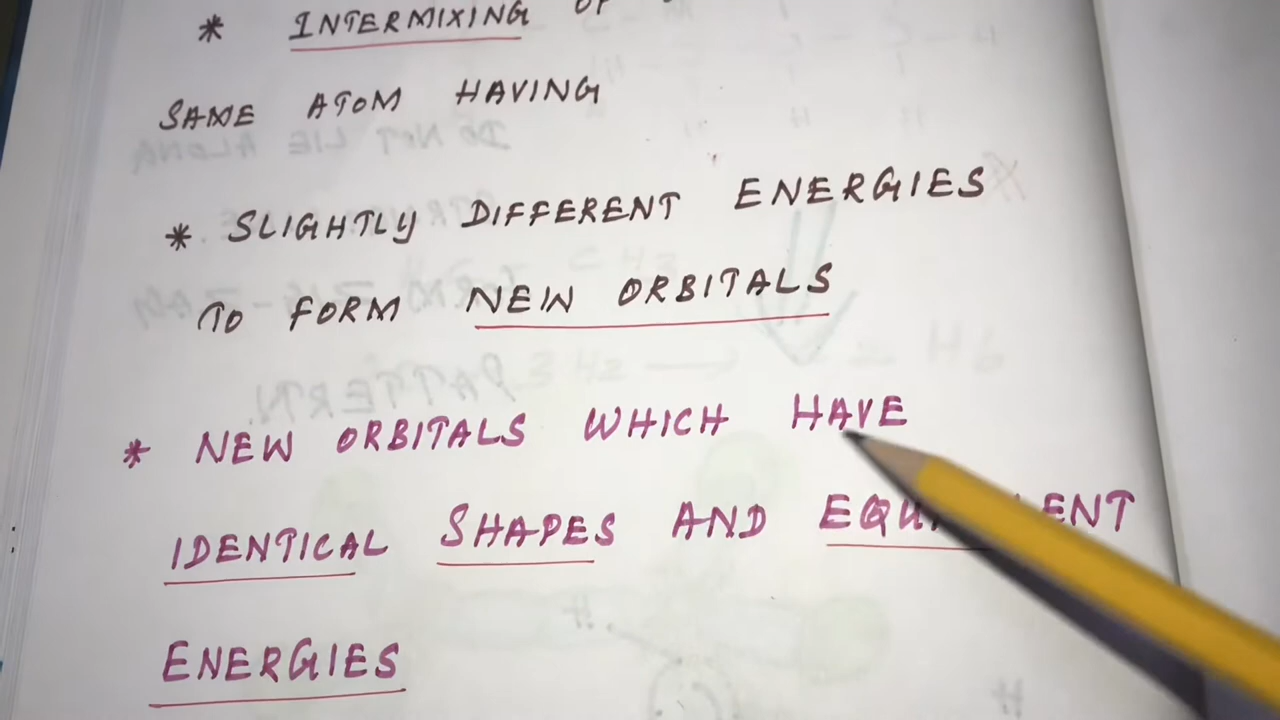 * INTERMIXING OF
SAME ATOM HAVING
* SLIGHTLY DIFFERENT ENERGIES
TO FORM NEW ORBITALS
* NEW ORBITALS WHICH HAVE
IDENTICAL SHAPES AND
ENERGIES